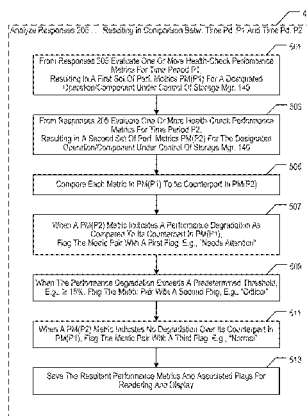 Analyze Responses 205 ... Resulting In Comparison Betw. Time Pd. P1 And Time Pd. P2
From Responses 205 Evaluate One Or More Health-Check Performance
Metrics For Time Period P1,
Resulting In A First Set Of Perf. Metrics PM(P1) For A Designated
Operation/Component Under Control Of Storage Mgr. 140
From Responses 205 Evaluate One Or More Health-Check Performance
Metrics For Time Period P2,
Resulting In A Second Set Of Perf. Metrics PM(P2) For The Designated
Operation/Component Under Control Of Storage Mgr. 140
Compare Each Metric In PM(P1) To Its Counterpart In PM(P2)
507
When A PM(P2) Metric Indicates A Performance Degradation As
Compared To Its Counterpart In PM(P1),
Flag The Metric Pair With A First Flag, E.g., "Needs Attention"
When The Performance Degradation Exceeds A Predetermined Threshold,
E.g., ≥ 15%, Flag The Metric Pair With A Second Flag, E.g., "Critical"
511
When A PM(P2) Metric Indicates No Degradation Over Its Counterpart In
PM(P1), Flag The Metric Pair With A Third Flag, E.g., "Normal"
513
Save The Resultant Performance Metrics And Associated Flags For
Rendering And Display